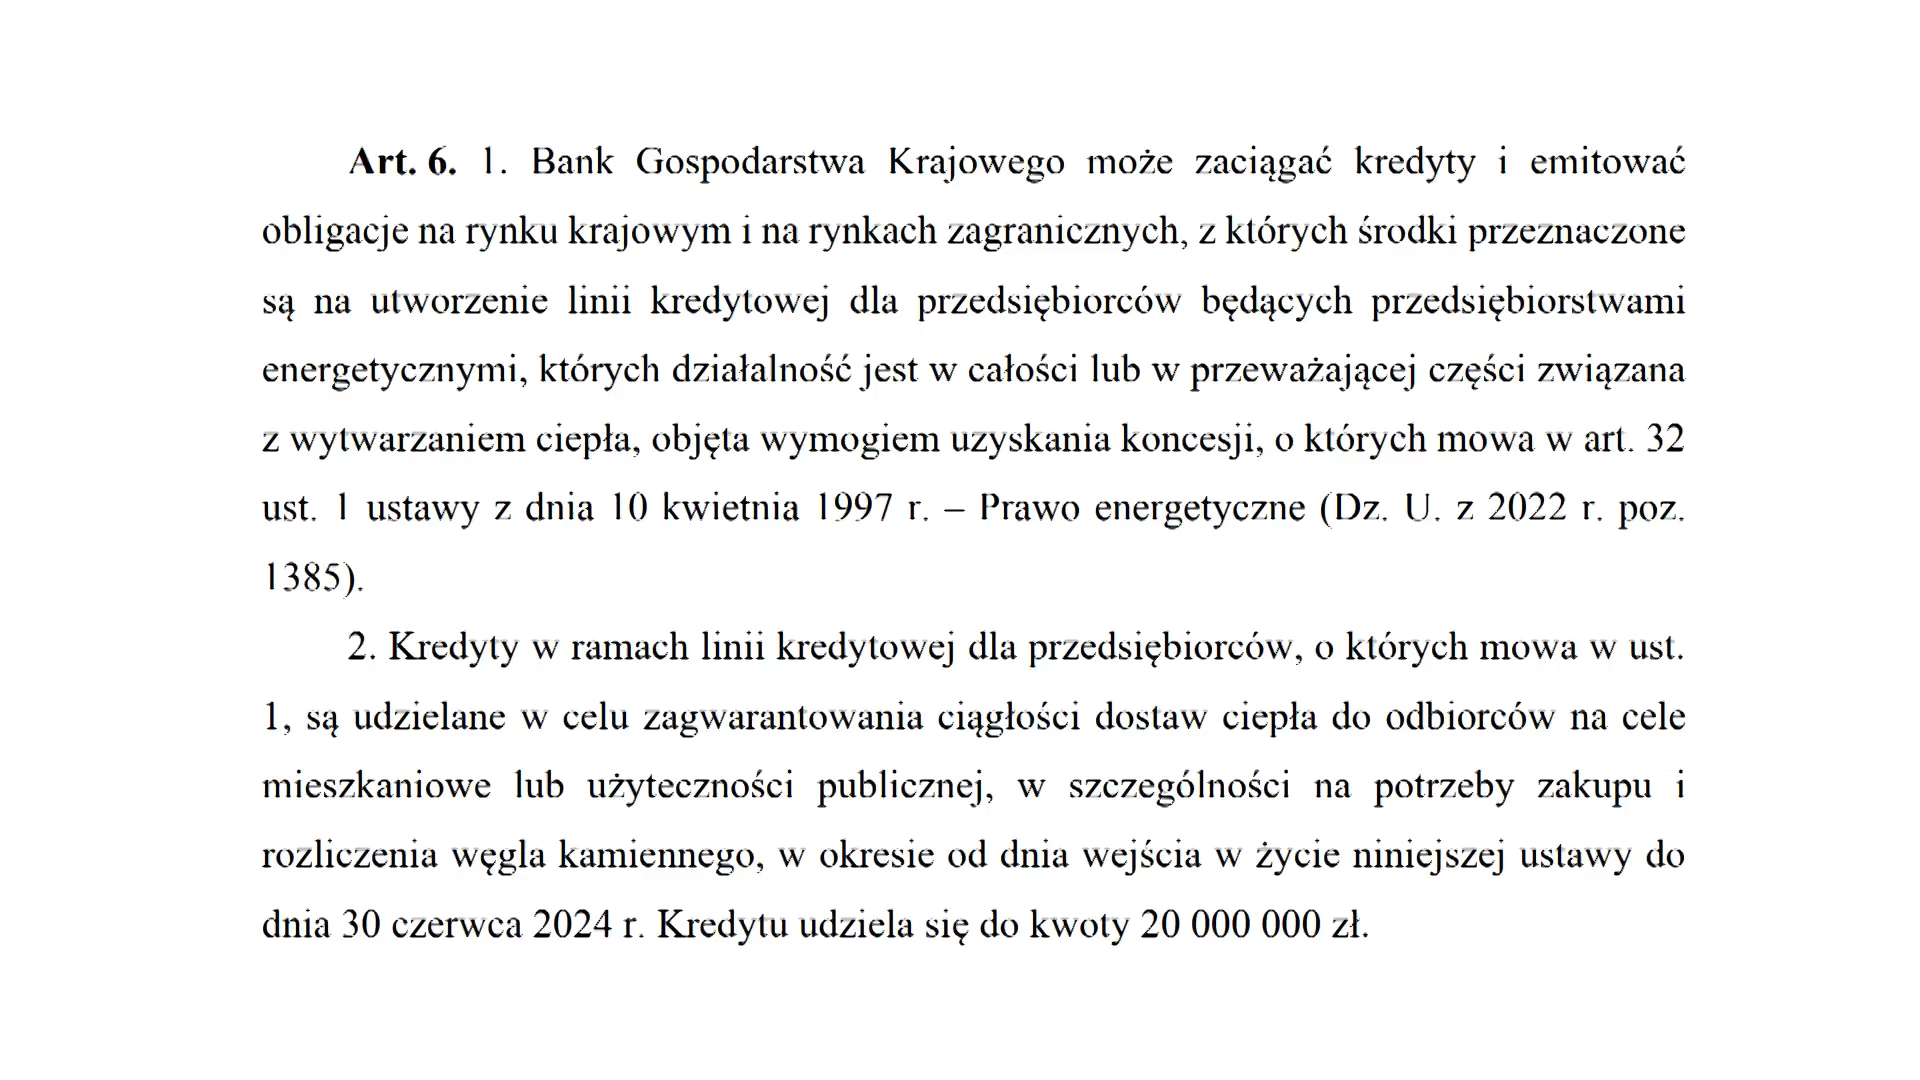 Art. 6. 1. Bank Gospodarstwa Krajowego może zaciągać kredyty i emitować
obligacje na rynku krajowym i na rynkach zagranicznych, z których środki przeznaczone
są na utworzenie linii kredytowej dla przedsiębiorców będących przedsiębiorstwami
energetycznymi, których działalność jest w całości lub w przeważającej części związana
z wytwarzaniem ciepła, objęta wymogiem uzyskania koncesji, o których mowa w art. 32
ust. 1 ustawy z dnia 10 kwietnia 1997 r. – Prawo energetyczne (Dz. U. z 2022 r. poz.
1385).
2. Kredyty w ramach linii kredytowej dla przedsiębiorców, o których mowa w ust.
1, są udzielane w celu zagwarantowania ciągłości dostaw ciepła do odbiorców na cele
mieszkaniowe lub użyteczności publicznej, w szczególności na potrzeby zakupu i
rozliczenia węgla kamiennego, w okresie od dnia wejścia w życie niniejszej ustawy do
dnia 30 czerwca 2024 r. Kredytu udziela się do kwoty 20 000 000 zł.